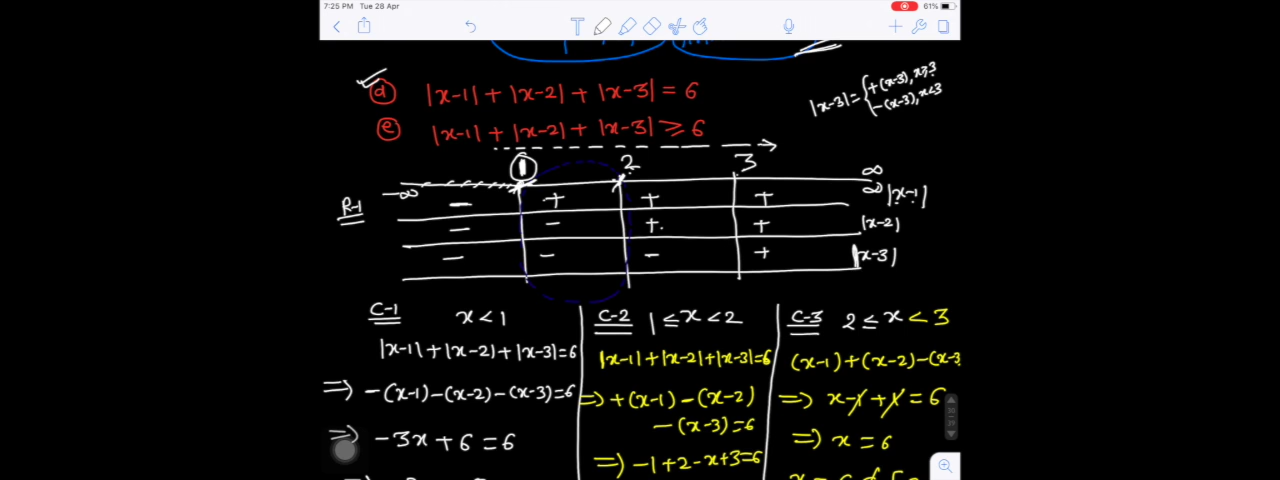 7:25 PM Tue 28 Apr
61%
(d) |x-1| + |x-2| + |x-3| = 6
|x-3| = { +(x-3), x≥3
-(x-3), x<3
(e) |x-1| + |x-2| + |x-3| ≥ 6
1 2 3 ∞
-∞ ∞
R-1 - + + + |x-1|
- - + + |x-2|
- - - + |x-3|
C-1 x < 1
|x-1| + |x-2| + |x-3| = 6
⇒ -(x-1) - (x-2) - (x-3) = 6
⇒ -3x + 6 = 6
C-2 1 ≤ x < 2
|x-1| + |x-2| + |x-3| = 6
⇒ +(x-1) - (x-2)
- (x-3) = 6
⇒ -1 + 2 - x + 3 = 6
C-3 2 ≤ x < 3
(x-1) + (x-2) - (x-3
⇒ x - 1 + 1 = 6
⇒ x = 6